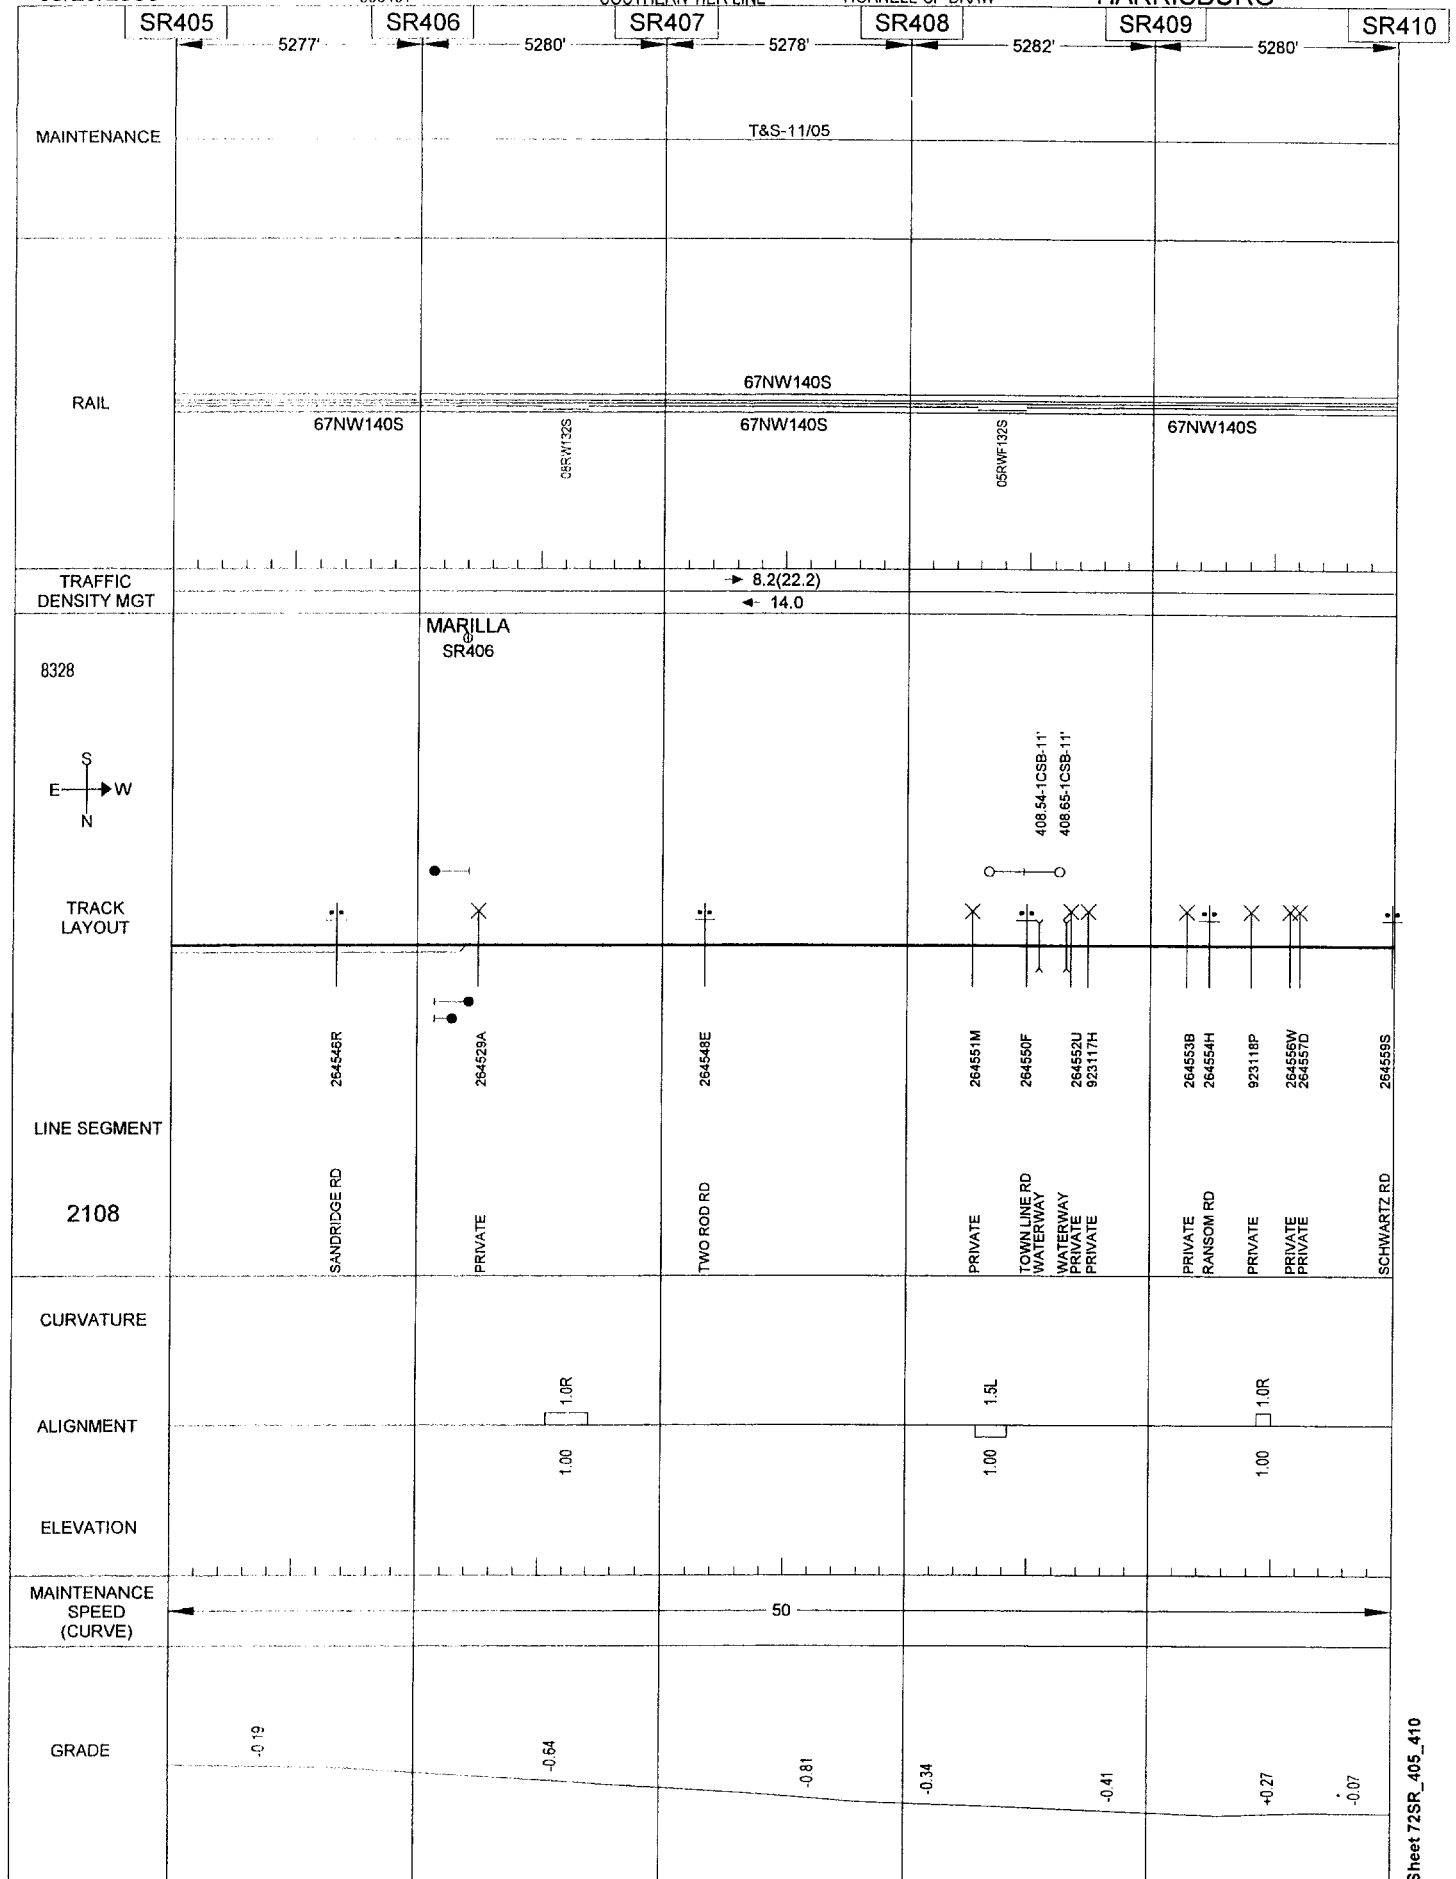 SOUTHERN TIER LINE
HARRISBURG
SR405 SR406 SR407 SR408 SR409 SR410
5277' 5280' 5278' 5282' 5280'
MAINTENANCE
T&S-11/05
RAIL
67NW140S
67NW140S 67NW140S 67NW140S
08RW132S
05RWF132S
TRAFFIC
DENSITY MGT
8.2(22.2)
14.0
MARILLA
SR406
8328
S
E W
N
408.54-1CSB-11'
408.65-1CSB-11'
TRACK
LAYOUT
264546R
264529A
264548E
264551M
264550F
264552U
923117H
264553B
264554H
923118P
264556W
264557D
264559S
LINE SEGMENT
2108
SANDRIDGE RD
PRIVATE
TWO ROD RD
PRIVATE
TOWN LINE RD
WATERWAY
WATERWAY
PRIVATE
PRIVATE
PRIVATE
RANSOM RD
PRIVATE
PRIVATE
PRIVATE
SCHWARTZ RD
CURVATURE
1.0R
1.5L
1.0R
ALIGNMENT
1.00
1.00
1.00
ELEVATION
MAINTENANCE
SPEED
(CURVE)
50
GRADE
-0.19
-0.64
-0.81
-0.34
-0.41
+0.27
-0.07
Sheet 72SR_405_410